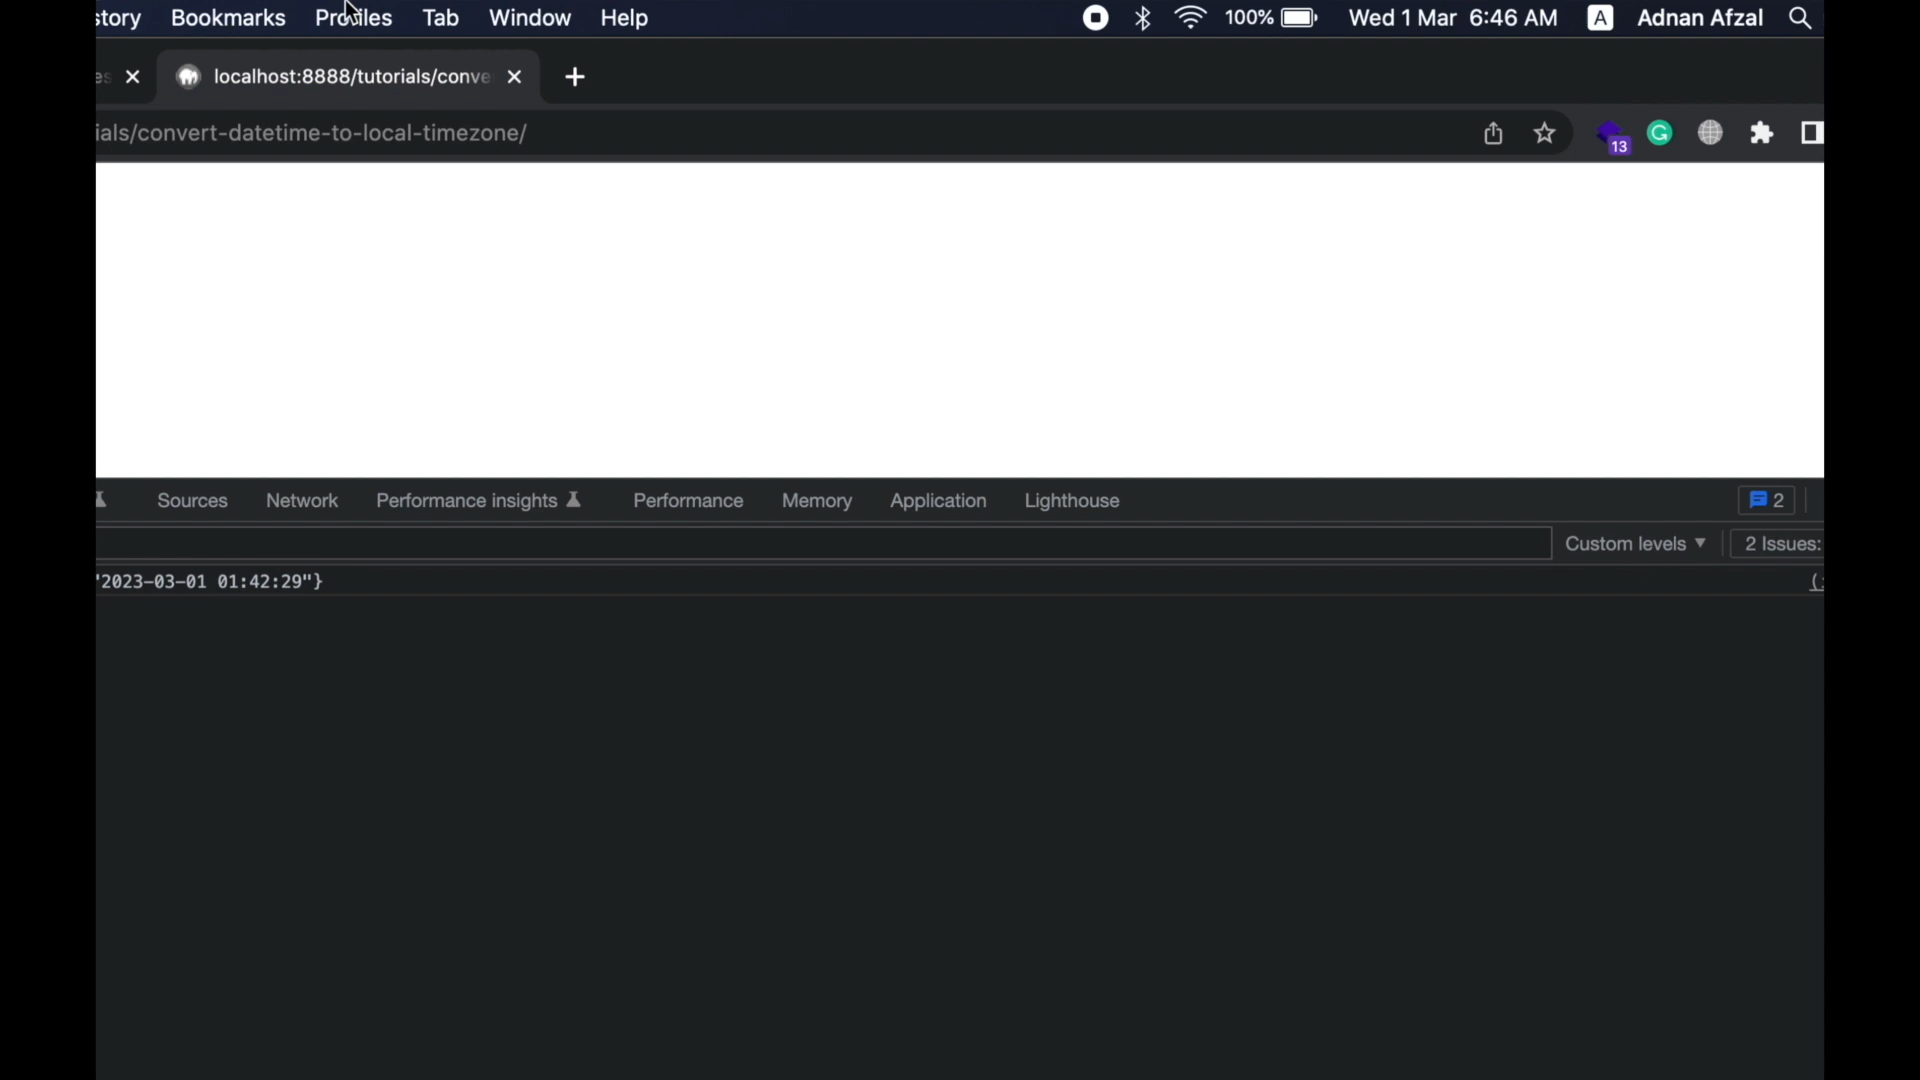 story Bookmarks Profiles Tab Window Help 100% Wed 1 Mar 6:46 AM A Adnan Afzal
es localhost:8888/tutorials/conve
ials/convert-datetime-to-local-timezone/ 13
Sources Network Performance insights Performance Memory Application Lighthouse 2
Custom levels 2 Issues:
"2023-03-01 01:42:29"}